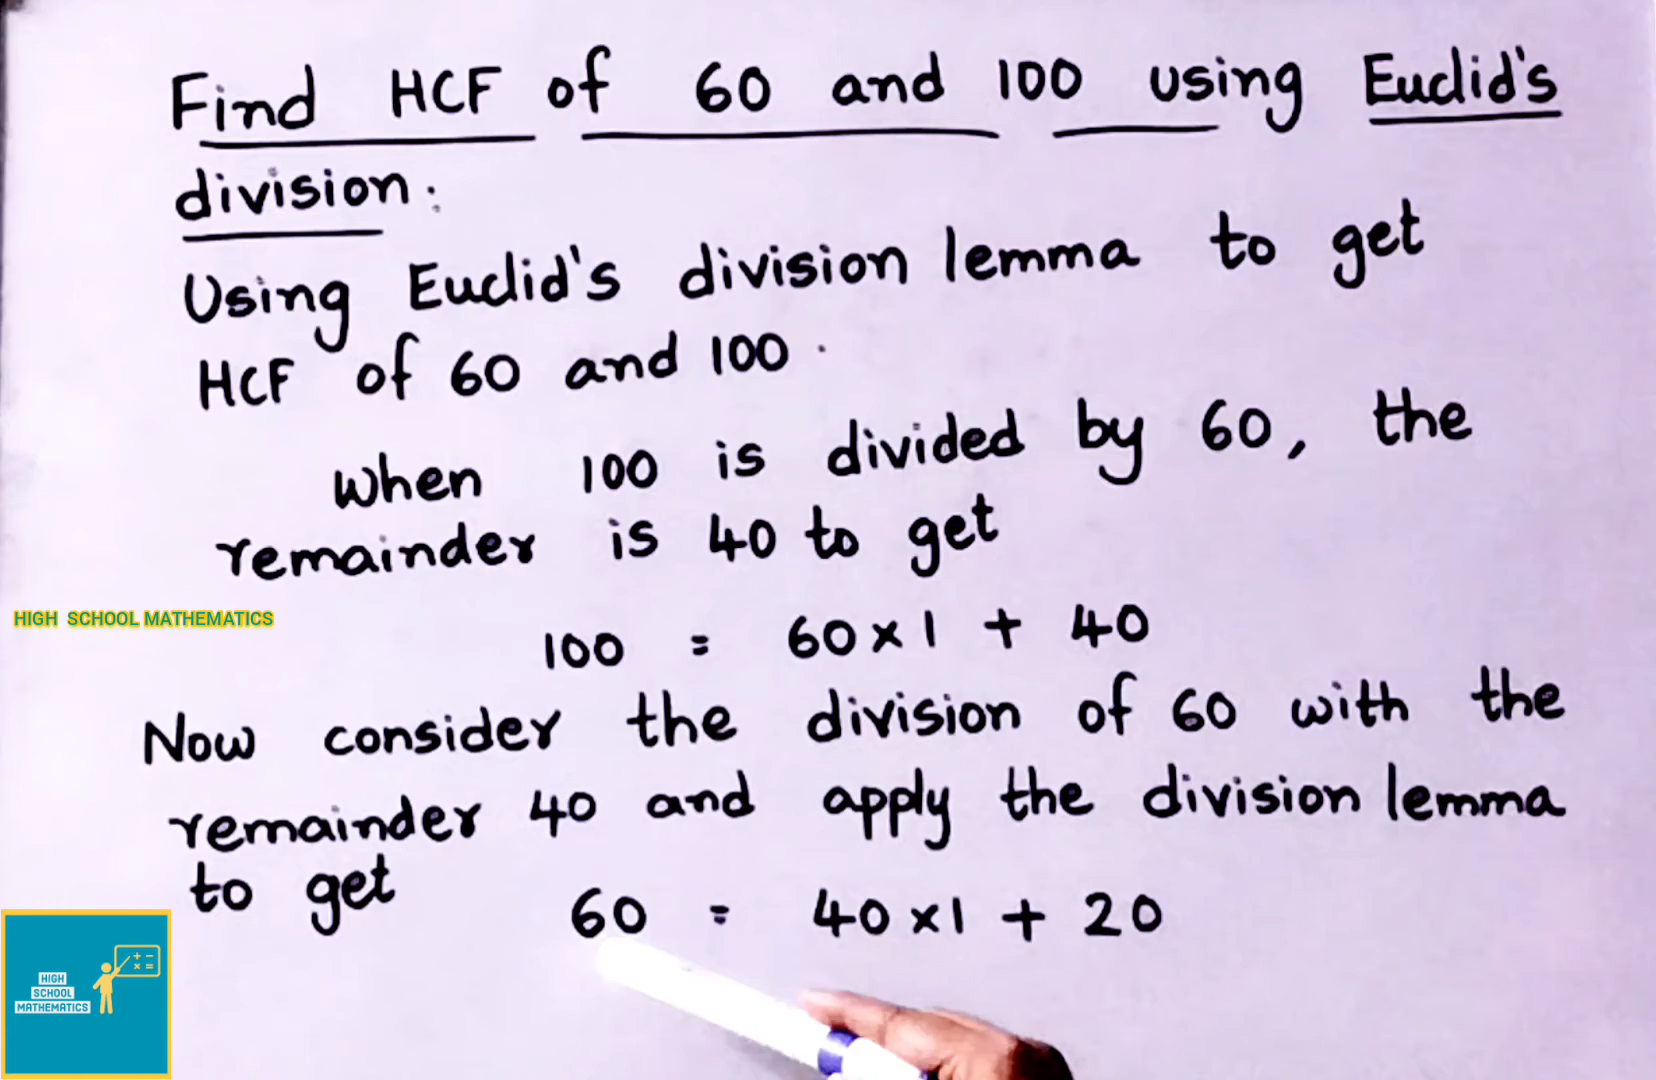 Find HCF of 60 and 100 using Euclid's
division:
Using Euclid's division lemma to get
HCF of 60 and 100.
When 100 is divided by 60, the
remainder is 40 to get
HIGH SCHOOL MATHEMATICS
100 = 60 × 1 + 40
Now consider the division of 60 with the
remainder 40 and apply the division lemma
to get
60 = 40 × 1 + 20
+ −
× =
HIGH
SCHOOL
MATHEMATICS